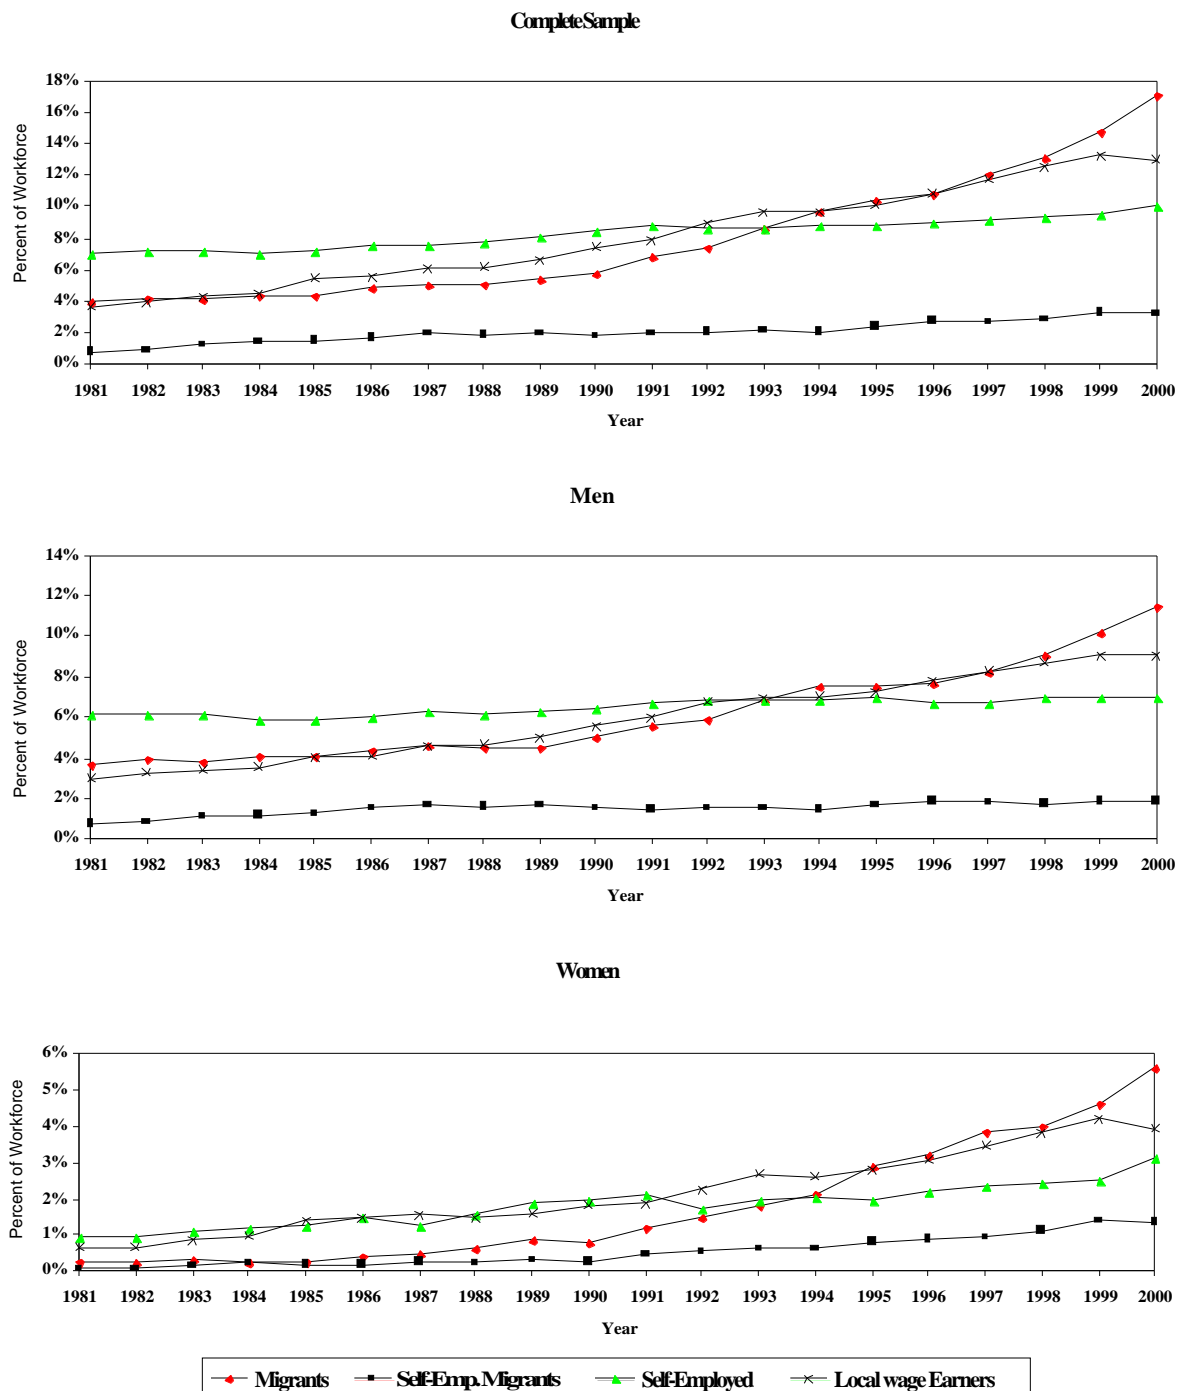 Complete Sample
18%
16%
14%
12%
10%
8%
6%
4%
2%
0%
Percent of Workforce
1981 1982 1983 1984 1985 1986 1987 1988 1989 1990 1991 1992 1993 1994 1995 1996 1997 1998 1999 2000
Year
Men
14%
12%
10%
8%
6%
4%
2%
0%
Percent of Workforce
1981 1982 1983 1984 1985 1986 1987 1988 1989 1990 1991 1992 1993 1994 1995 1996 1997 1998 1999 2000
Year
Women
6%
5%
4%
3%
2%
1%
0%
Percent of Workforce
1981 1982 1983 1984 1985 1986 1987 1988 1989 1990 1991 1992 1993 1994 1995 1996 1997 1998 1999 2000
Year
Migrants Self-Emp. Migrants Self-Employed Local wage Earners